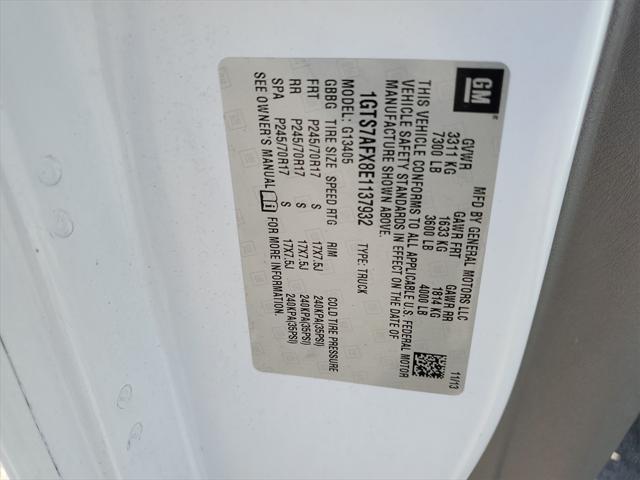 GM
MFD BY GENERAL MOTORS LLC
11/13
GVWR GAWR FRT GAWR RR
3311 KG 1633 KG 1814 KG
7300 LB 3600 LB 4000 LB
THIS VEHICLE CONFORMS TO ALL APPLICABLE U.S. FEDERAL MOTOR
VEHICLE SAFETY STANDARDS IN EFFECT ON THE DATE OF
MANUFACTURE SHOWN ABOVE.
1GTS7AFX8E1137932 TYPE: TRUCK
MODEL: G13405
GBBG TIRE SIZE SPEED RTG RIM COLD TIRE PRESSURE
FRT P245/70R17 S 17X7.5J 240KPA(35PSI)
RR P245/70R17 S 17X7.5J 240KPA(35PSI)
SPA P245/70R17 S 17X7.5J 240KPA(35PSI)
SEE OWNER'S MANUAL FOR MORE INFORMATION.